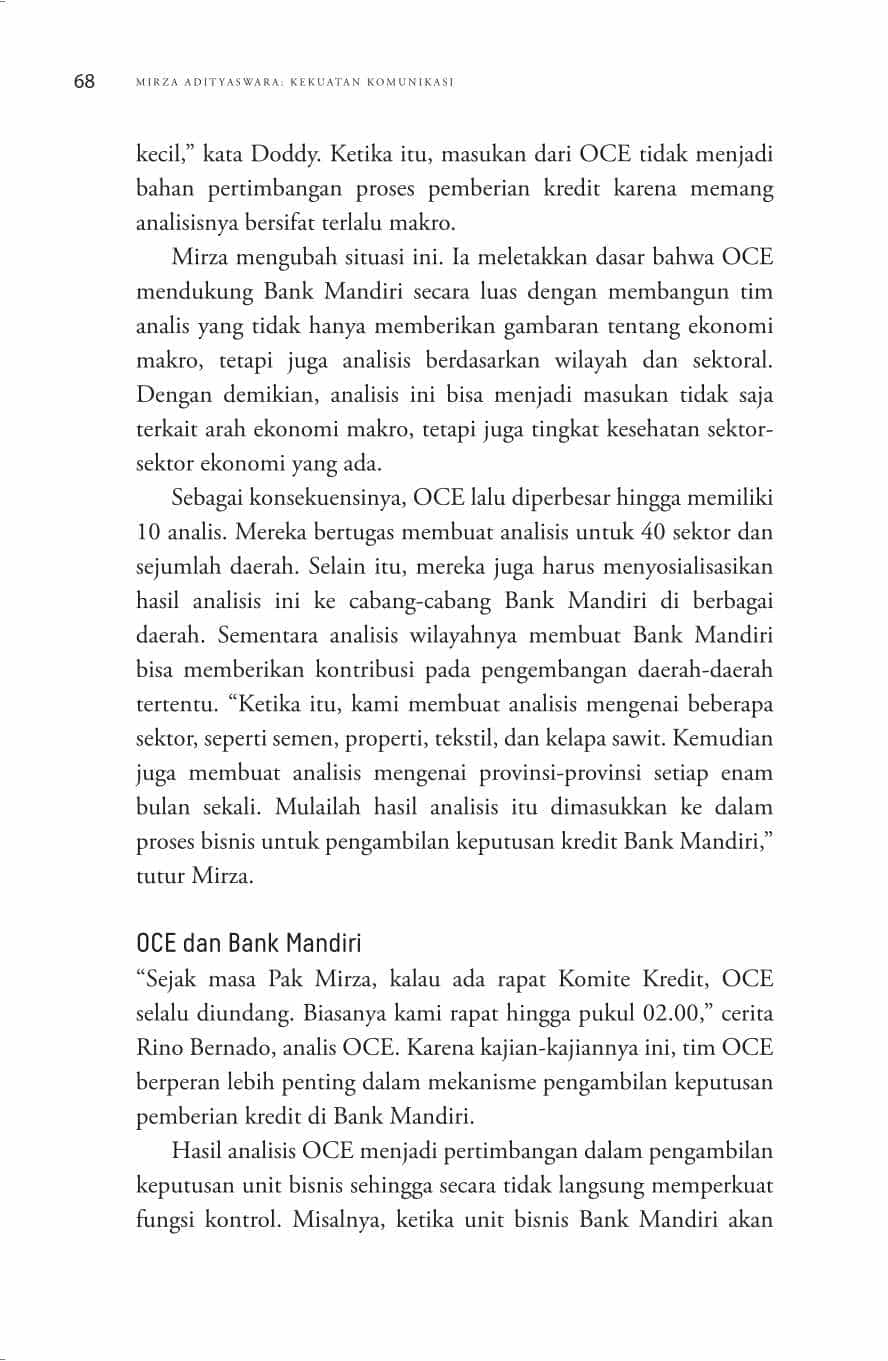 68 MIRZA ADITYASWARA: KEKUATAN KOMUNIKASI
kecil,” kata Doddy. Ketika itu, masukan dari OCE tidak menjadi
bahan pertimbangan proses pemberian kredit karena memang
analisisnya bersifat terlalu makro.
Mirza mengubah situasi ini. Ia meletakkan dasar bahwa OCE
mendukung Bank Mandiri secara luas dengan membangun tim
analis yang tidak hanya memberikan gambaran tentang ekonomi
makro, tetapi juga analisis berdasarkan wilayah dan sektoral.
Dengan demikian, analisis ini bisa menjadi masukan tidak saja
terkait arah ekonomi makro, tetapi juga tingkat kesehatan sektor-
sektor ekonomi yang ada.
Sebagai konsekuensinya, OCE lalu diperbesar hingga memiliki
10 analis. Mereka bertugas membuat analisis untuk 40 sektor dan
sejumlah daerah. Selain itu, mereka juga harus menyosialisasikan
hasil analisis ini ke cabang-cabang Bank Mandiri di berbagai
daerah. Sementara analisis wilayahnya membuat Bank Mandiri
bisa memberikan kontribusi pada pengembangan daerah-daerah
tertentu. “Ketika itu, kami membuat analisis mengenai beberapa
sektor, seperti semen, properti, tekstil, dan kelapa sawit. Kemudian
juga membuat analisis mengenai provinsi-provinsi setiap enam
bulan sekali. Mulailah hasil analisis itu dimasukkan ke dalam
proses bisnis untuk pengambilan keputusan kredit Bank Mandiri,”
tutur Mirza.
OCE dan Bank Mandiri
“Sejak masa Pak Mirza, kalau ada rapat Komite Kredit, OCE
selalu diundang. Biasanya kami rapat hingga pukul 02.00,” cerita
Rino Bernado, analis OCE. Karena kajian-kajiannya ini, tim OCE
berperan lebih penting dalam mekanisme pengambilan keputusan
pemberian kredit di Bank Mandiri.
Hasil analisis OCE menjadi pertimbangan dalam pengambilan
keputusan unit bisnis sehingga secara tidak langsung memperkuat
fungsi kontrol. Misalnya, ketika unit bisnis Bank Mandiri akan